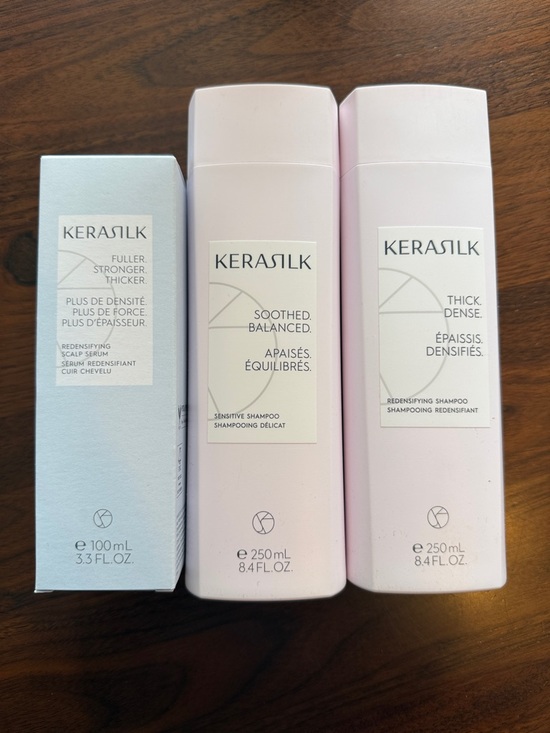 KERASILK
FULLER.
STRONGER.
THICKER.
PLUS DE DENSITÉ.
PLUS DE FORCE.
PLUS D'ÉPAISSEUR.
REDENSIFYING
SCALP SERUM
SÉRUM REDENSIFIANT
CUIR CHEVELU
e 100 mL
3.3 FL.OZ.
KERASILK
SOOTHED.
BALANCED.
APAISÉS.
ÉQUILIBRÉS.
SENSITIVE SHAMPOO
SHAMPOOING DÉLICAT
e 250 mL
8.4 FL.OZ.
KERASILK
THICK.
DENSE.
ÉPAISSIS.
DENSIFIÉS.
REDENSIFYING SHAMPOO
SHAMPOOING REDENSIFIANT
e 250 mL
8.4 FL.OZ.